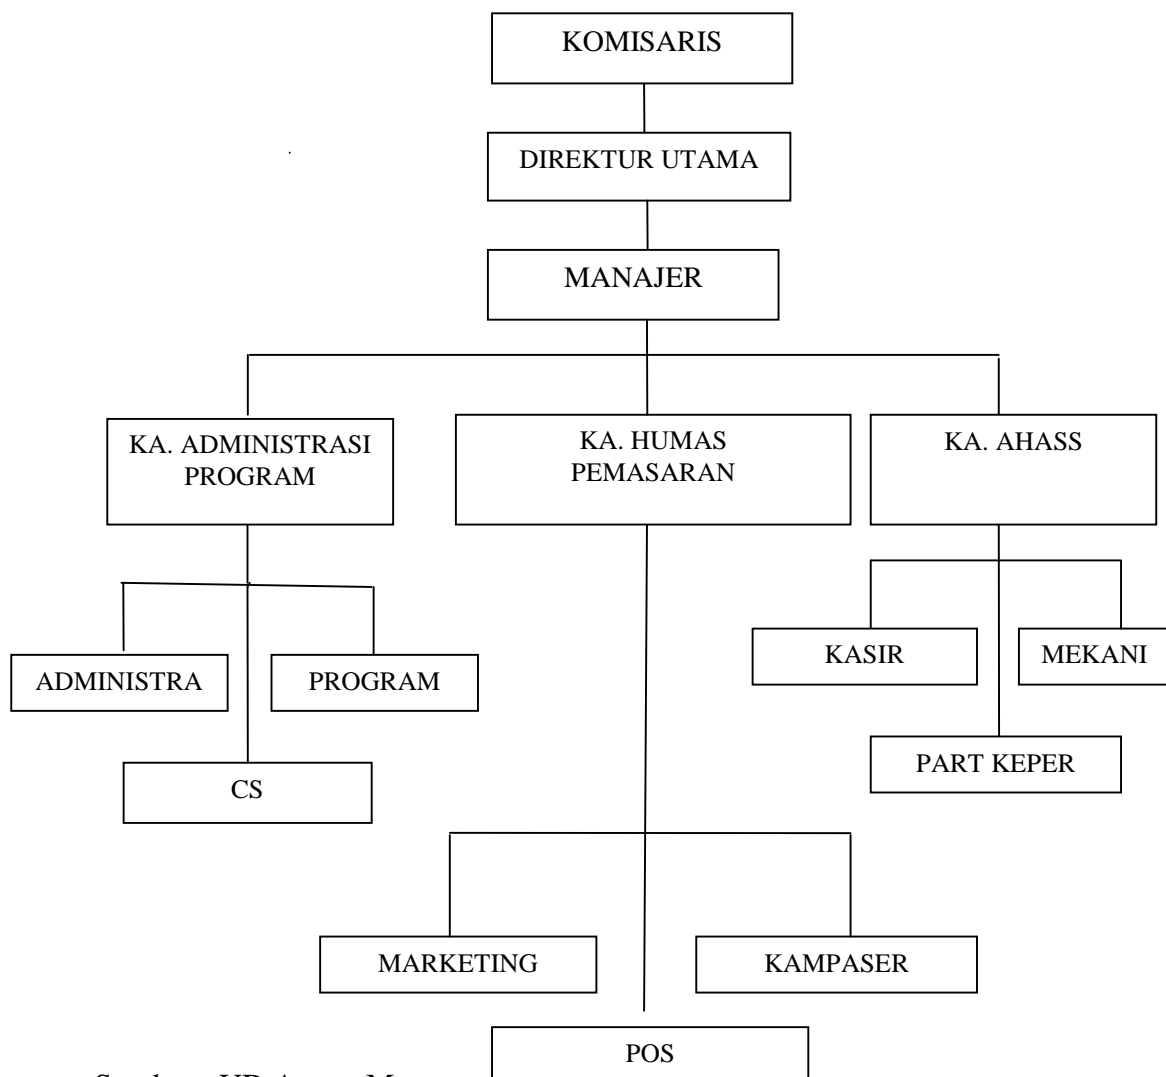 KOMISARIS
DIREKTUR UTAMA
MANAJER
KA. ADMINISTRASI
PROGRAM
KA. HUMAS
PEMASARAN
KA. AHASS
KASIR
MEKANI
ADMINISTRA
PROGRAM
PART KEPER
CS
MARKETING
KAMPASER
POS